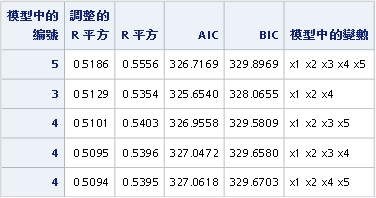 模型中的編號 調整的 R 平方 R 平方 AIC BIC 模型中的變數
5 0.5186 0.5556 326.7169 329.8969 x1 x2 x3 x4 x5
3 0.5129 0.5354 325.6540 328.0655 x1 x2 x4
4 0.5101 0.5403 326.9558 329.5809 x1 x2 x3 x5
4 0.5095 0.5396 327.0472 329.6580 x1 x2 x3 x4
4 0.5094 0.5395 327.0618 329.6703 x1 x2 x4 x5